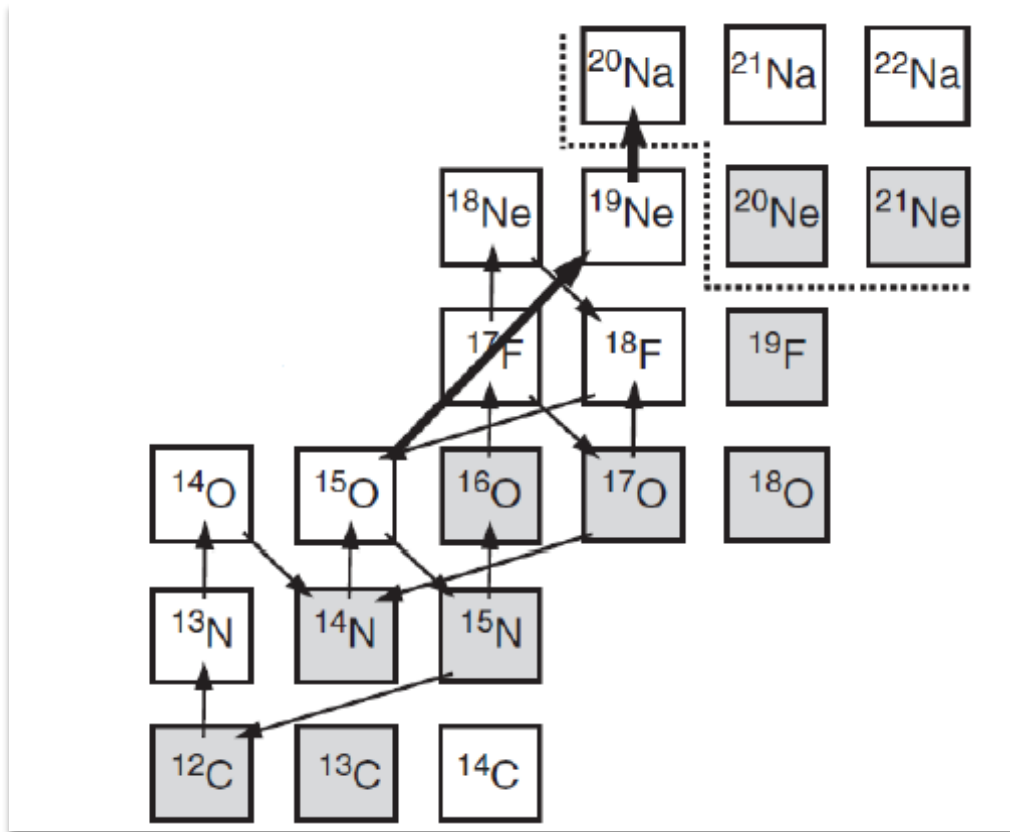 ²⁰Na ²¹Na ²²Na
¹⁸Ne ¹⁹Ne ²⁰Ne ²¹Ne
¹⁷F ¹⁸F ¹⁹F
¹⁴O ¹⁵O ¹⁶O ¹⁷O ¹⁸O
¹³N ¹⁴N ¹⁵N
¹²C ¹³C ¹⁴C